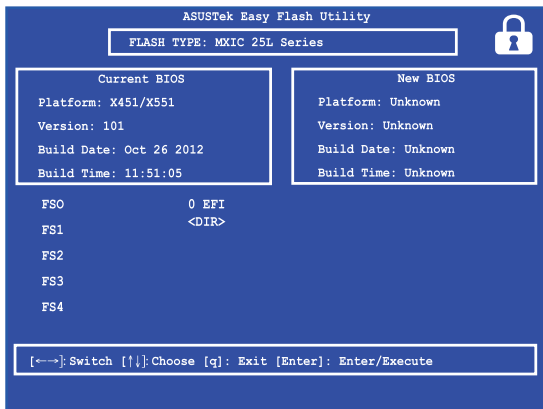 ASUSTek Easy Flash Utility
FLASH TYPE: MXIC 25L Series
Current BIOS
Platform: X451/X551
Version: 101
Build Date: Oct 26 2012
Build Time: 11:51:05
New BIOS
Platform: Unknown
Version: Unknown
Build Date: Unknown
Build Time: Unknown
FSO 0 EFI
FS1 <DIR>
FS2
FS3
FS4
[←→]: Switch [↑↓]: Choose [q]: Exit [Enter]: Enter/Execute